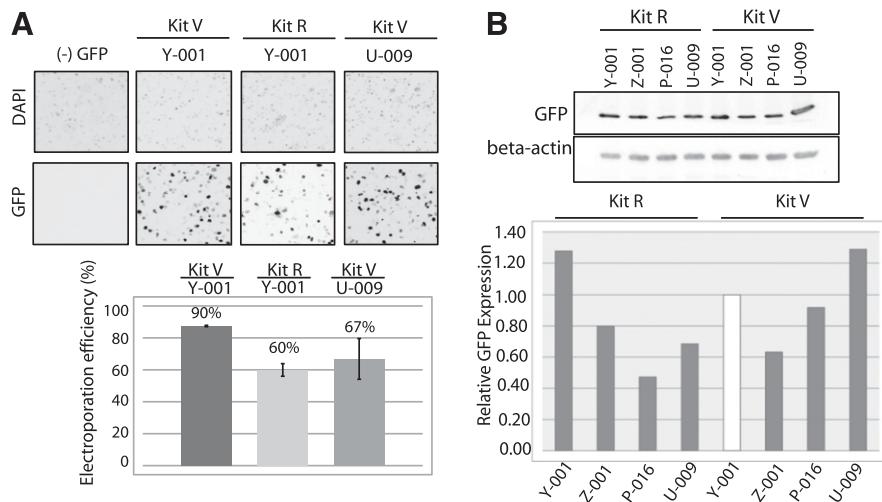 A
Kit V Kit R Kit V
(-) GFP Y-001 Y-001 U-009
DAPI
GFP
Kit V Kit R Kit V
Y-001 Y-001 U-009
Electroporation efficiency (%)
100
80
60
40
20
0
90%
60%
67%
B
Kit R Kit V
Y-001 Z-001 P-016 U-009 Y-001 Z-001 P-016 U-009
GFP
beta-actin
Kit R Kit V
Relative GFP Expression
1.40
1.20
1.00
0.80
0.60
0.40
0.20
0.00
Y-001 Z-001 P-016 U-009 Y-001 Z-001 P-016 U-009